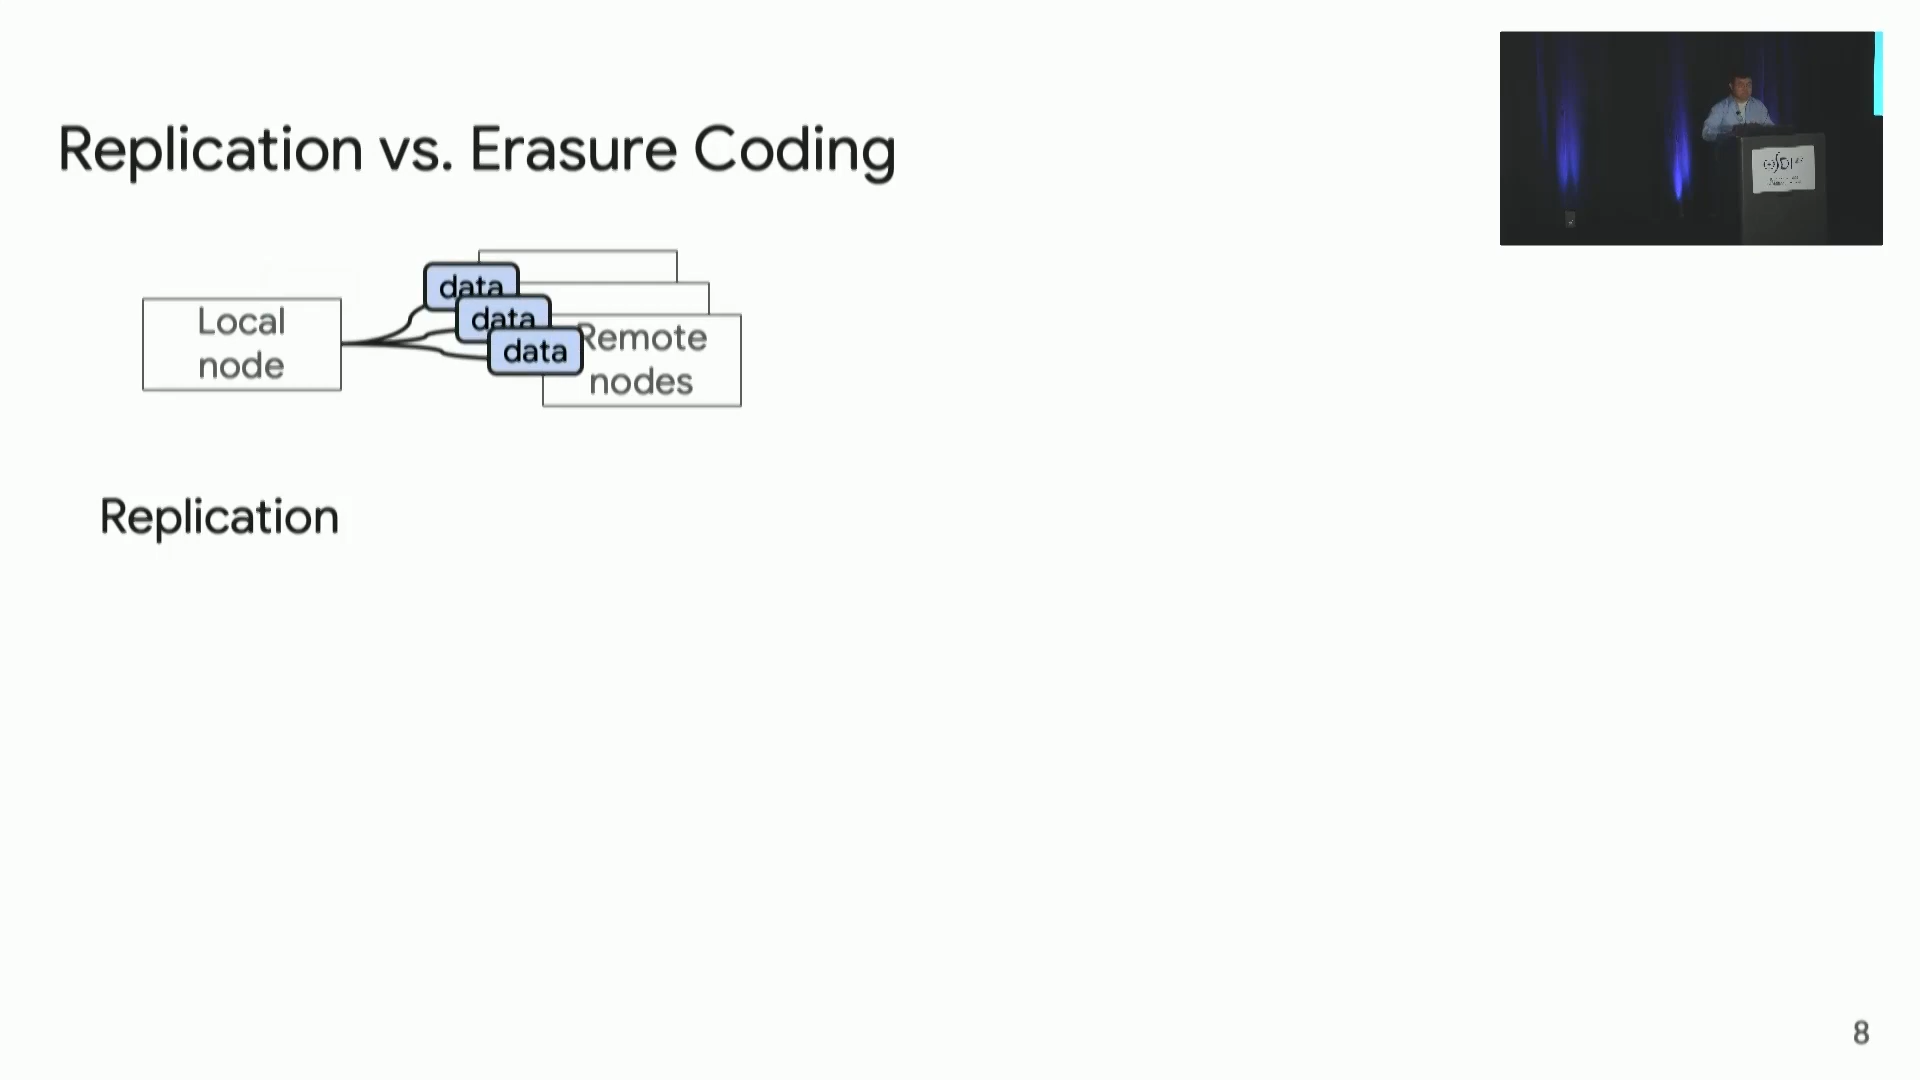 Replication vs. Erasure Coding
data
data
data
Local
node
Remote
nodes
Replication
8